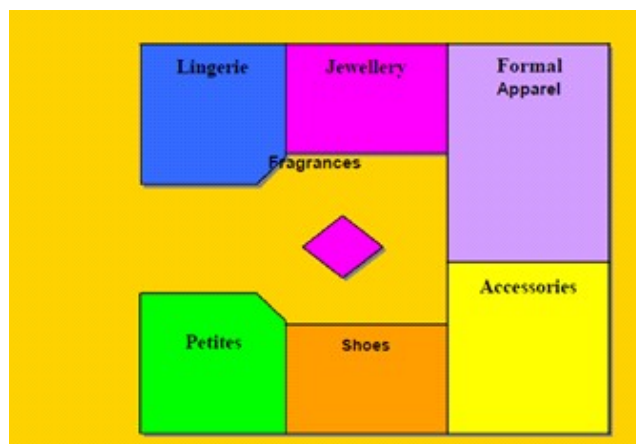 Lingerie
Jewellery
Formal
Apparel
Fragrances
Accessories
Petites
Shoes